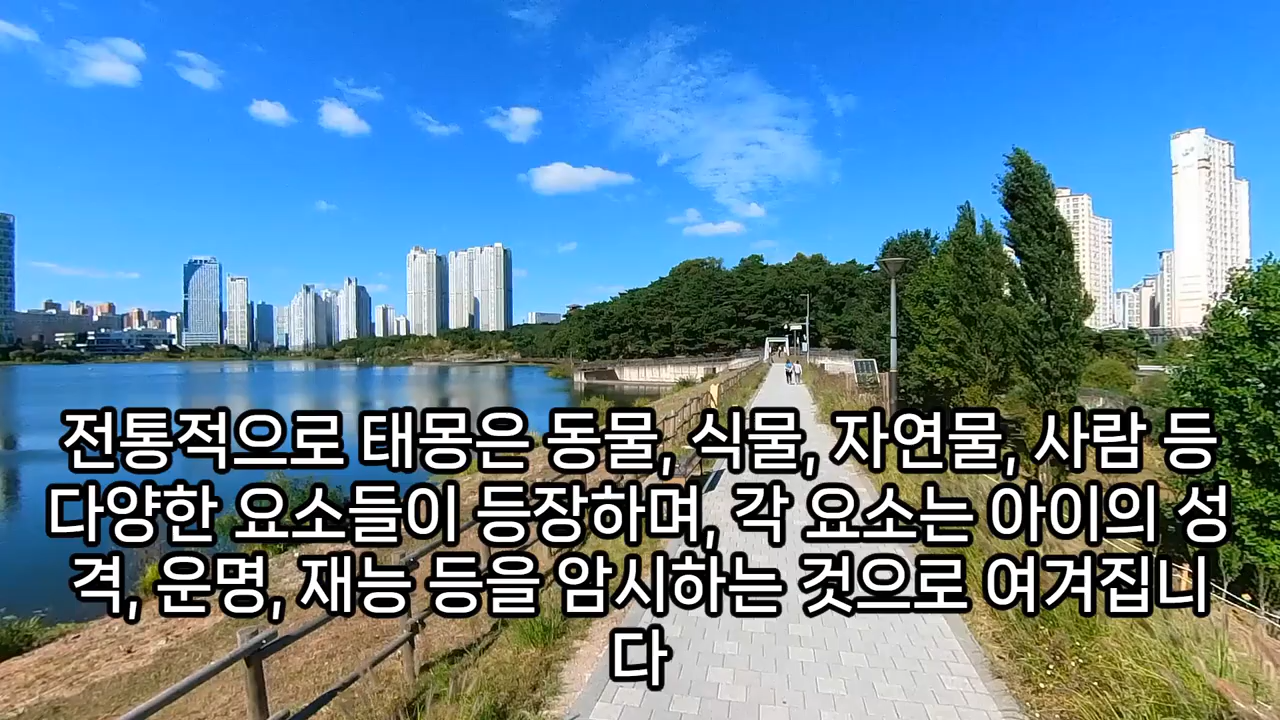 전통적으로 태몽은 동물, 식물, 자연물, 사람 등
다양한 요소들이 등장하며, 각 요소는 아이의 성
격, 운명, 재능 등을 암시하는 것으로 여겨집니
다